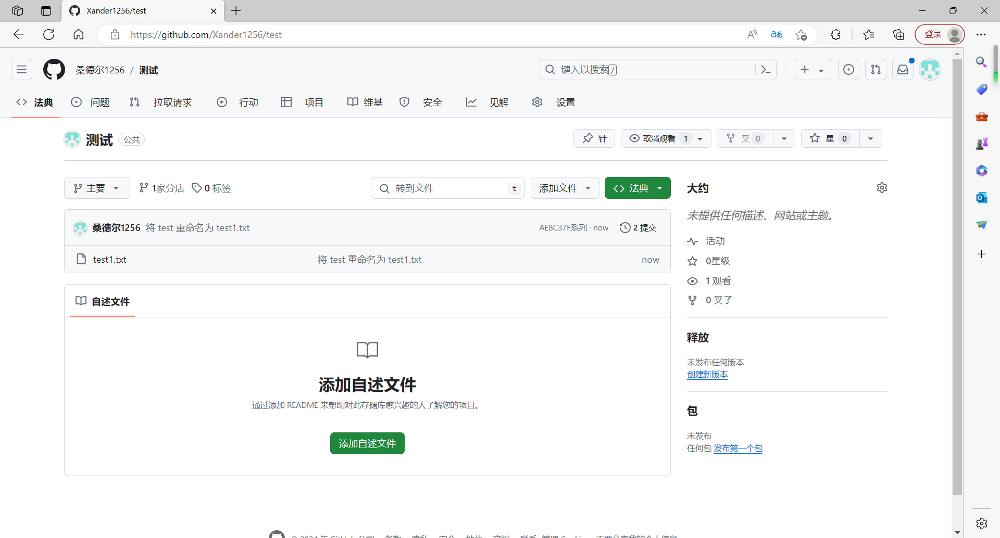 Xander1256/test
https://github.com/Xander1256/test
登录
桑德尔1256 / 测试
键入以搜索/
法典 问题 拉取请求 行动 项目 维基 安全 见解 设置
测试 公共
针 取消观看 1 叉 0 星 0
主要 1家分店 0 标签 转到文件 t 添加文件 法典
桑德尔1256 将 test 重命名为 test1.txt AE8C37F系列 · now 2 提交
test1.txt 将 test 重命名为 test1.txt now
自述文件
添加自述文件
通过添加 README 来帮助对此存储库感兴趣的人了解您的项目。
添加自述文件
大约
未提供任何描述、网站或主题。
活动
0星级
1 观看
0 叉子
释放
未发布任何版本
创建新版本
包
未发布
任何包 发布第一个包